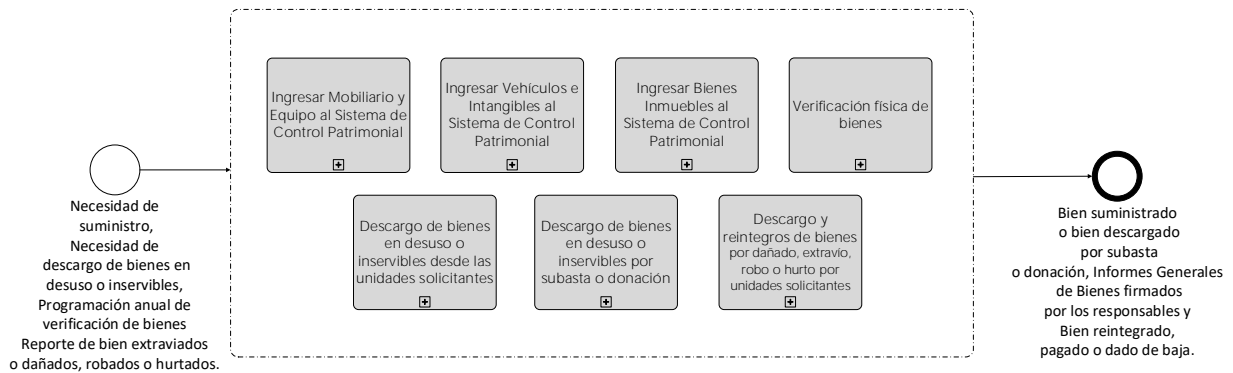 Ingresar Mobiliario y
Equipo al Sistema de
Control Patrimonial
Ingresar Vehículos e
Intangibles al
Sistema de Control
Patrimonial
Ingresar Bienes
Inmuebles al
Sistema de Control
Patrimonial
Verificación física de
bienes
Necesidad de
suministro,
Necesidad de
descargo de bienes en
desuso o inservibles,
Programación anual de
verificación de bienes
Reporte de bien extraviados
o dañados, robados o hurtados.
Descargo de bienes
en desuso o
inservibles desde las
unidades solicitantes
Descargo de bienes
en desuso o
inservibles por
subasta o donación
Descargo y
reintegros de bienes
por dañado, extravío,
robo o hurto por
unidades solicitantes
Bien suministrado
o bien descargado
por subasta
o donación, Informes Generales
de Bienes firmados
por los responsables y
Bien reintegrado,
pagado o dado de baja.